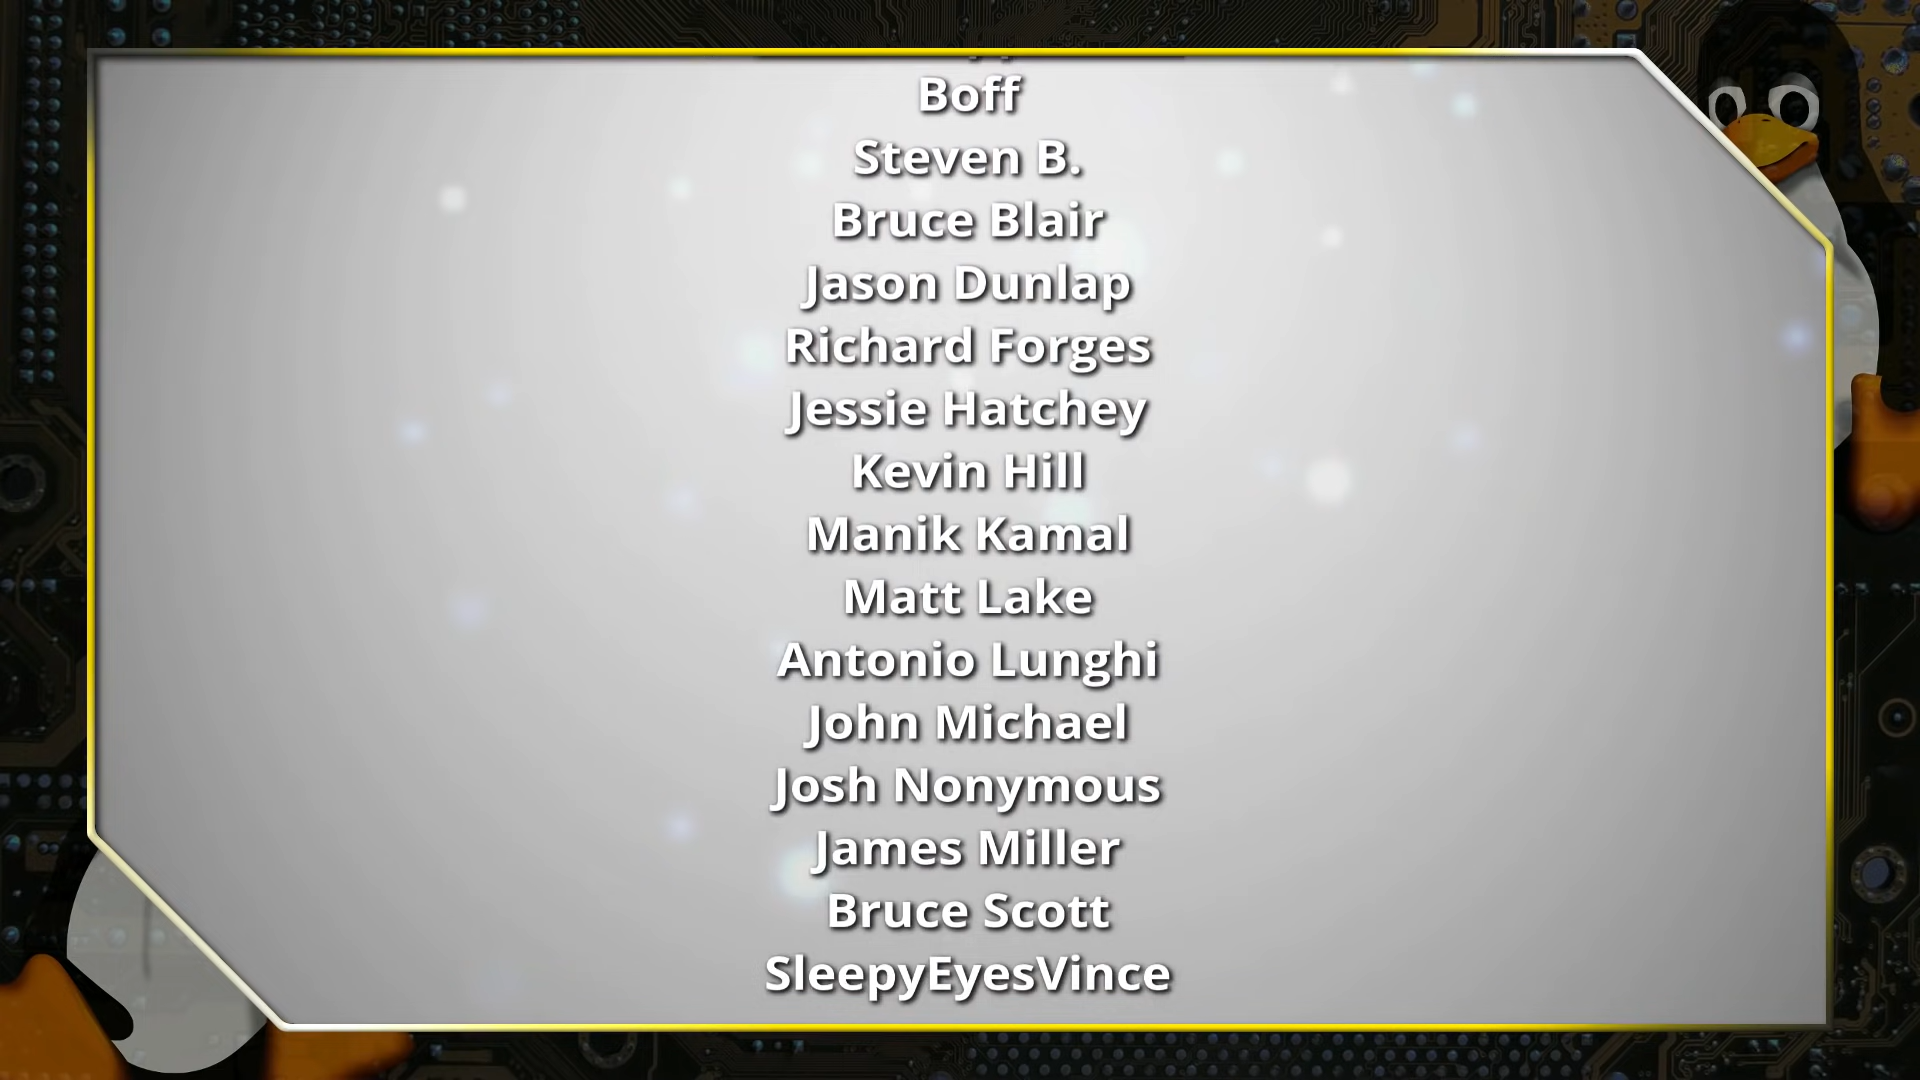 Boff
Steven B.
Bruce Blair
Jason Dunlap
Richard Forges
Jessie Hatchey
Kevin Hill
Manik Kamal
Matt Lake
Antonio Lunghi
John Michael
Josh Nonymous
James Miller
Bruce Scott
SleepyEyesVince